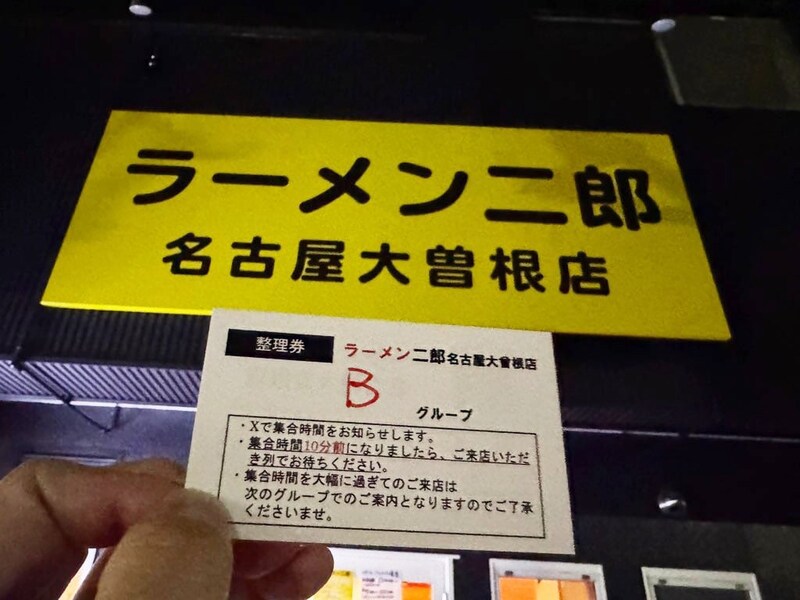 ラーメン二郎
名古屋大曽根店
整理券 ラーメン二郎名古屋大曽根店
B
グループ
・Xで集合時間をお知らせします。
・集合時間10分前になりましたら、ご来店いただ
き列でお待ちください。
・集合時間を大幅に過ぎてのご来店は
次のグループでのご案内となりますのでご了承
くださいませ。